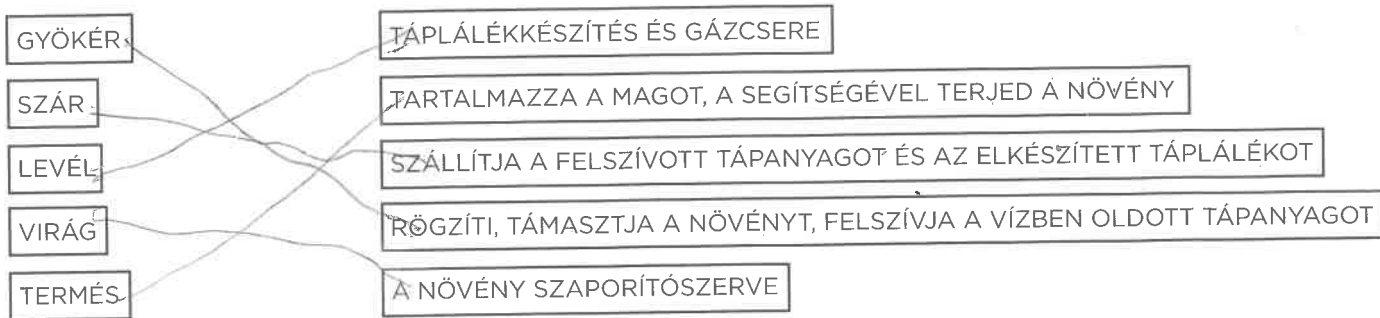 GYÖKÉR
TÁPLÁLÉKKÉSZÍTÉS ÉS GÁZCSERE
SZÁR
TARTALMAZZA A MAGOT, A SEGÍTSÉGÉVEL TERJED A NÖVÉNY
LEVÉL
SZÁLLÍTJA A FELSZÍVOTT TÁPANYAGOT ÉS AZ ELKÉSZÍTETT TÁPLÁLÉKOT
VIRÁG
RÖGZÍTI, TÁMASZTJA A NÖVÉNYT, FELSZÍVJA A VÍZBEN OLDOTT TÁPANYAGOT
TERMÉS
A NÖVÉNY SZAPORÍTÓSZERVE